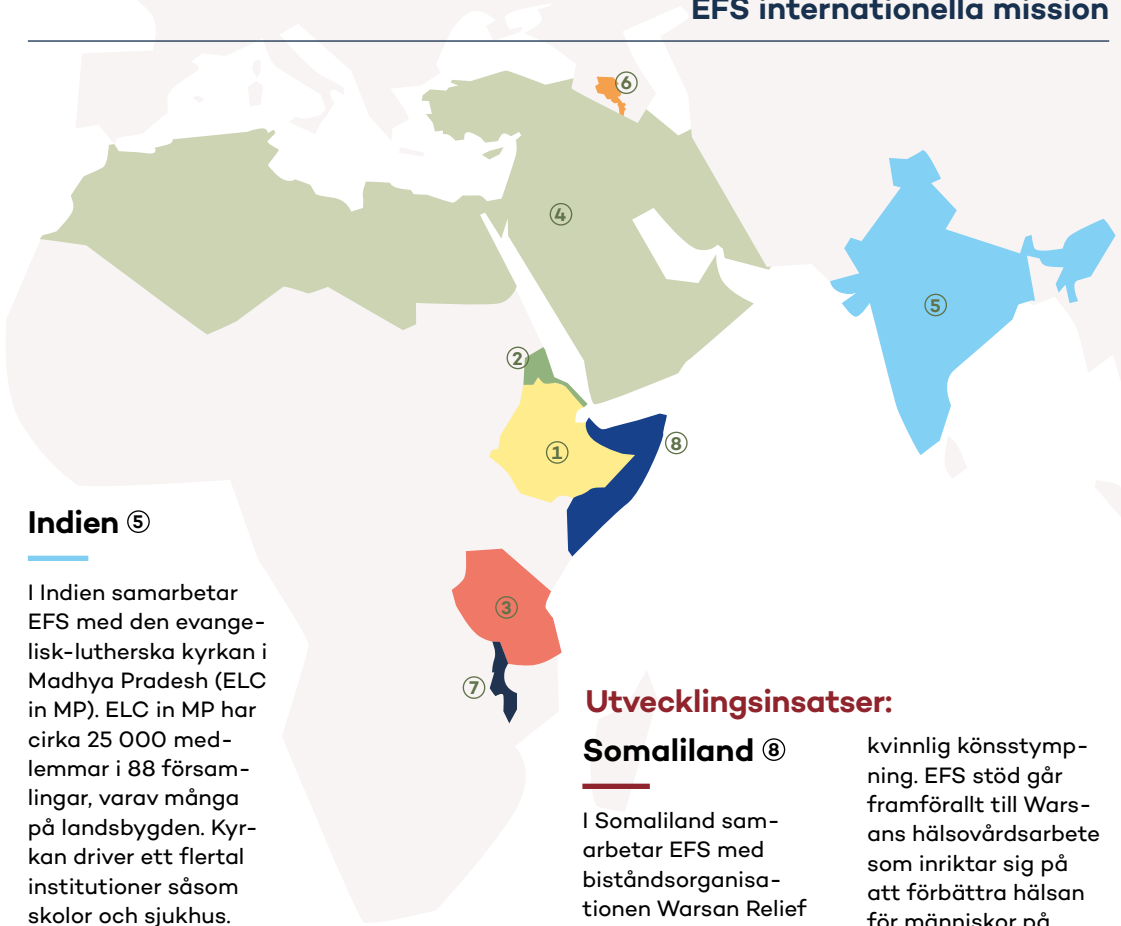 EFS internationella mission
⑥
④
⑤
②
①
⑧
③
⑦
Indien ⑤
I Indien samarbetar
EFS med den evange-
lisk-lutherska kyrkan i
Madhya Pradesh (ELC
in MP). ELC in MP har
cirka 25 000 med-
lemmar i 88 försam-
lingar, varav många
på landsbygden. Kyr-
kan driver ett flertal
institutioner såsom
skolor och sjukhus.
Utvecklingsinsatser:
Somaliland ⑧
I Somaliland sam-
arbetar EFS med
biståndsorganisa-
tionen Warsan Relief
kvinnlig könsstymp-
ning. EFS stöd går
framförallt till Wars-
ans hälsovårdsarbete
som inriktar sig på
att förbättra hälsan
för människor på